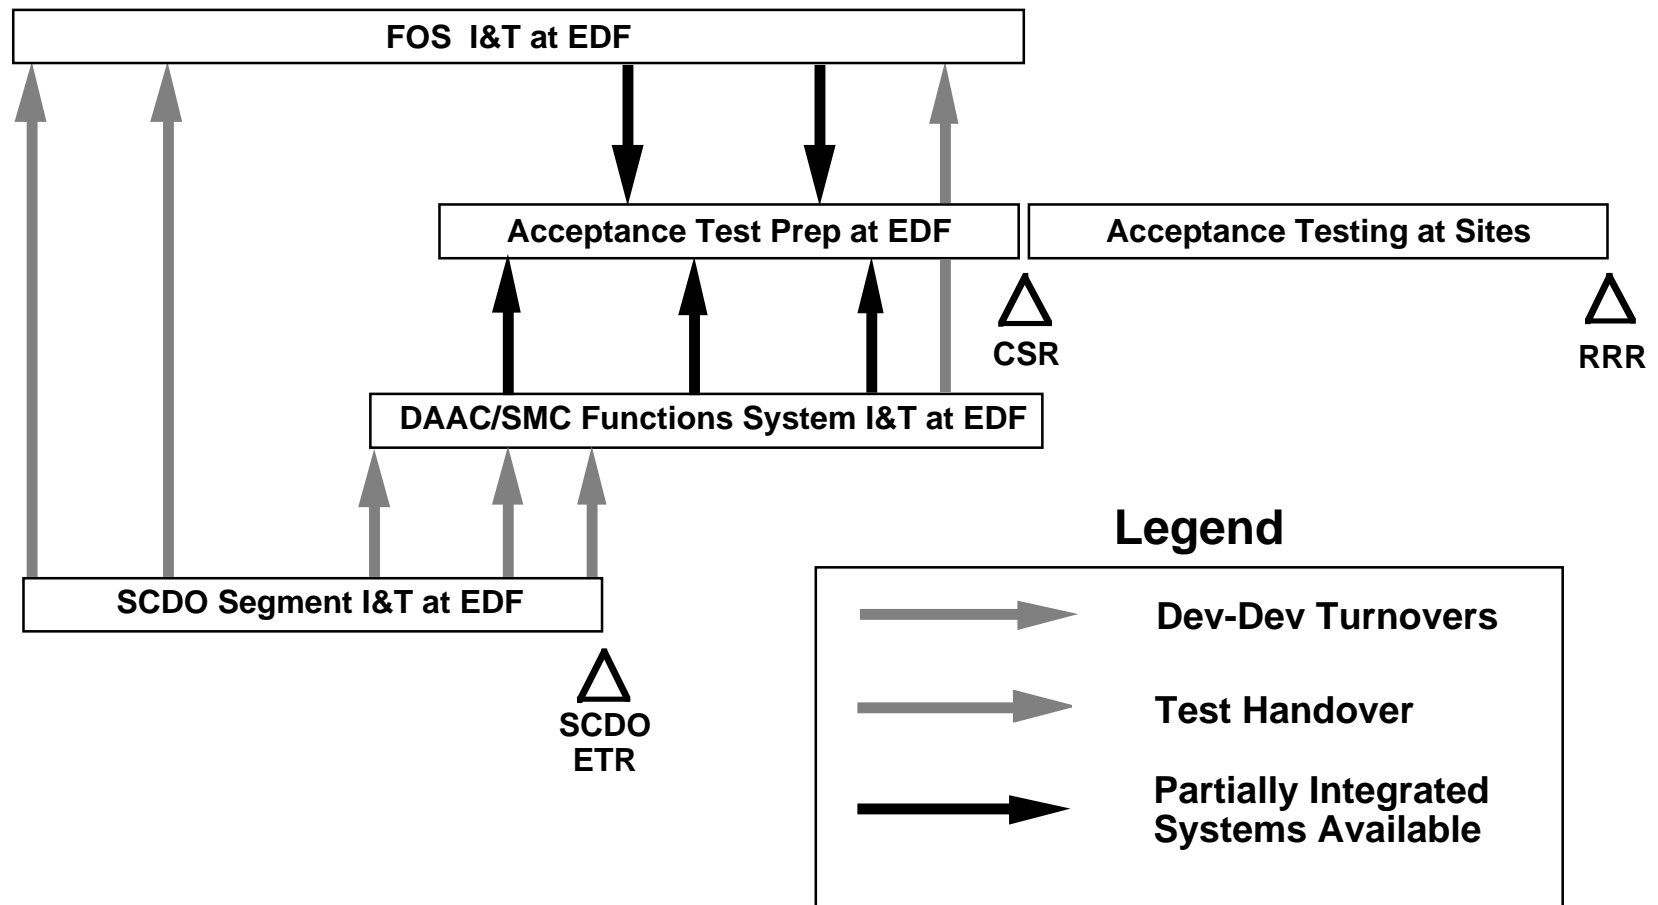 FOS I&T at EDF
Acceptance Test Prep at EDF
Acceptance Testing at Sites
CSR
RRR
DAAC/SMC Functions System I&T at EDF
SCDO Segment I&T at EDF
SCDO
ETR
Legend
Dev-Dev Turnovers
Test Handover
Partially Integrated
Systems Available